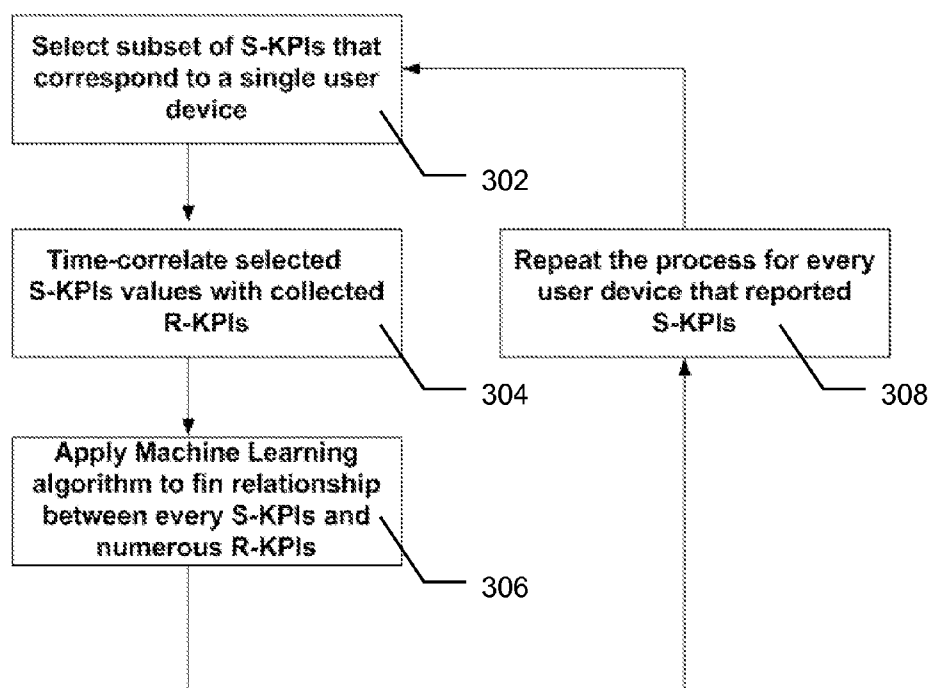 Select subset of S-KPIs that
correspond to a single user
device
302
Time-correlate selected
S-KPIs values with collected
R-KPIs
304
Repeat the process for every
user device that reported
S-KPIs
308
Apply Machine Learning
algorithm to fin relationship
between every S-KPIs and
numerous R-KPIs
306